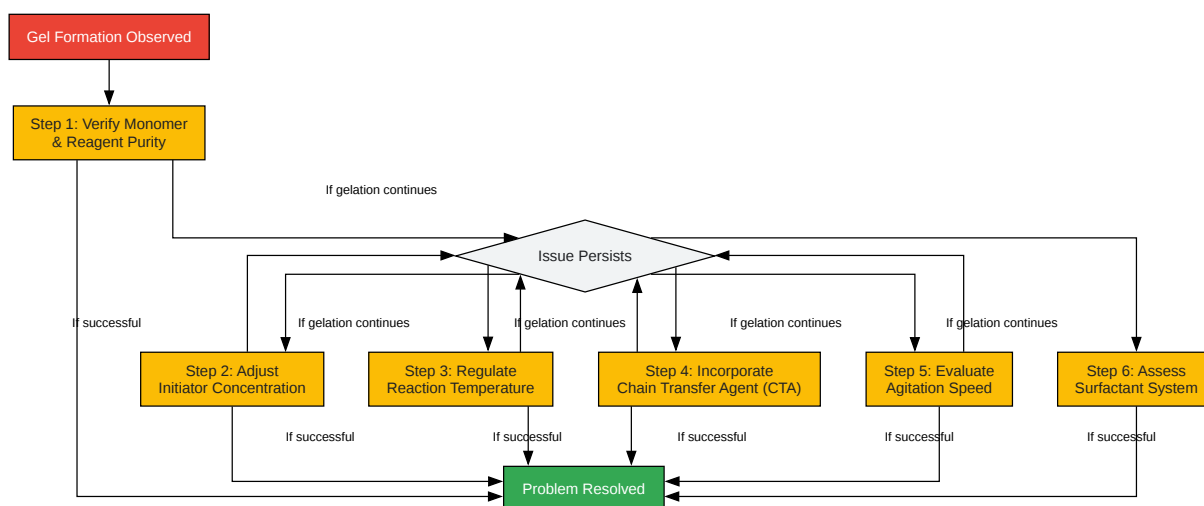 Gel Formation Observed
Step 1: Verify Monomer
& Reagent Purity
If gelation continues
Issue Persists
If successful
If gelation continues
If gelation continues
If gelation continues
If gelation continues
Step 2: Adjust
Initiator Concentration
Step 3: Regulate
Reaction Temperature
Step 4: Incorporate
Chain Transfer Agent (CTA)
Step 5: Evaluate
Agitation Speed
Step 6: Assess
Surfactant System
If successful
If successful
If successful
If successful
If successful
Problem Resolved